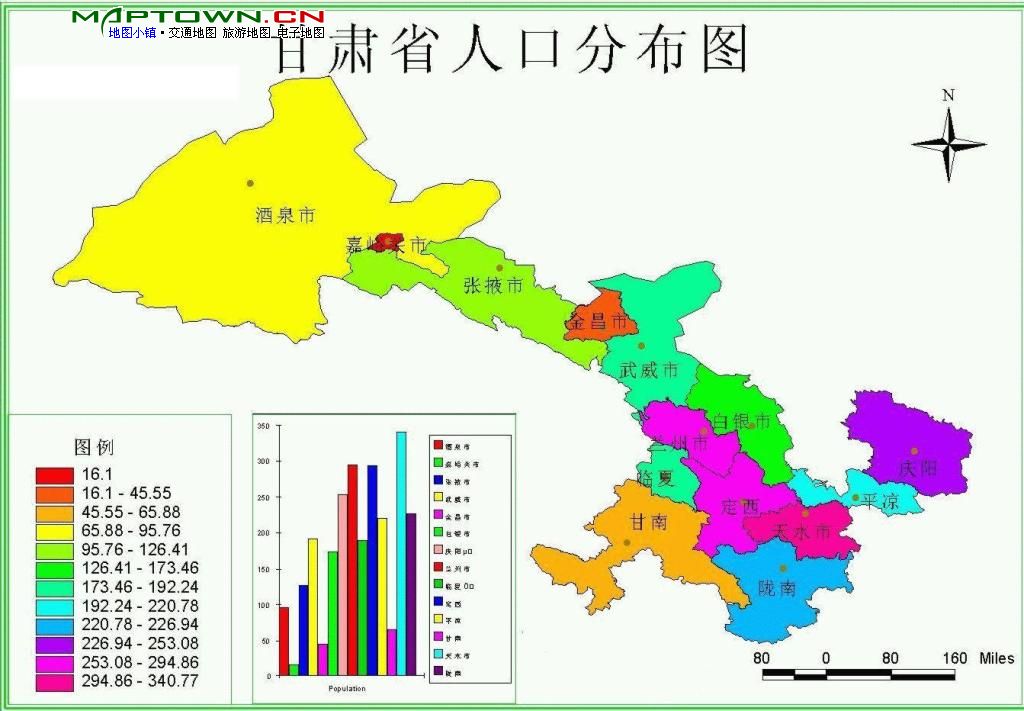 MAPTOWN.CN
地图小镇·交通地图 旅游地图 电子地图
甘肃省人口分布图
N
酒泉市
嘉峪关市
张掖市
金昌市
武威市
白银市
兰州市
临夏
定西
庆阳
平凉
天水市
甘南
陇南
图例
16.1
16.1 - 45.55
45.55 - 65.88
65.88 - 95.76
95.76 - 126.41
126.41 - 173.46
173.46 - 192.24
192.24 - 220.78
220.78 - 226.94
226.94 - 253.08
253.08 - 294.86
294.86 - 340.77
350
300
250
200
150
100
50
0
Population
酒泉市
嘉峪关市
张掖市
武威市
金昌市
白银市
庆阳
兰州市
临夏
定西
平凉
甘南
天水市
陇南
80 0 80 160 Miles